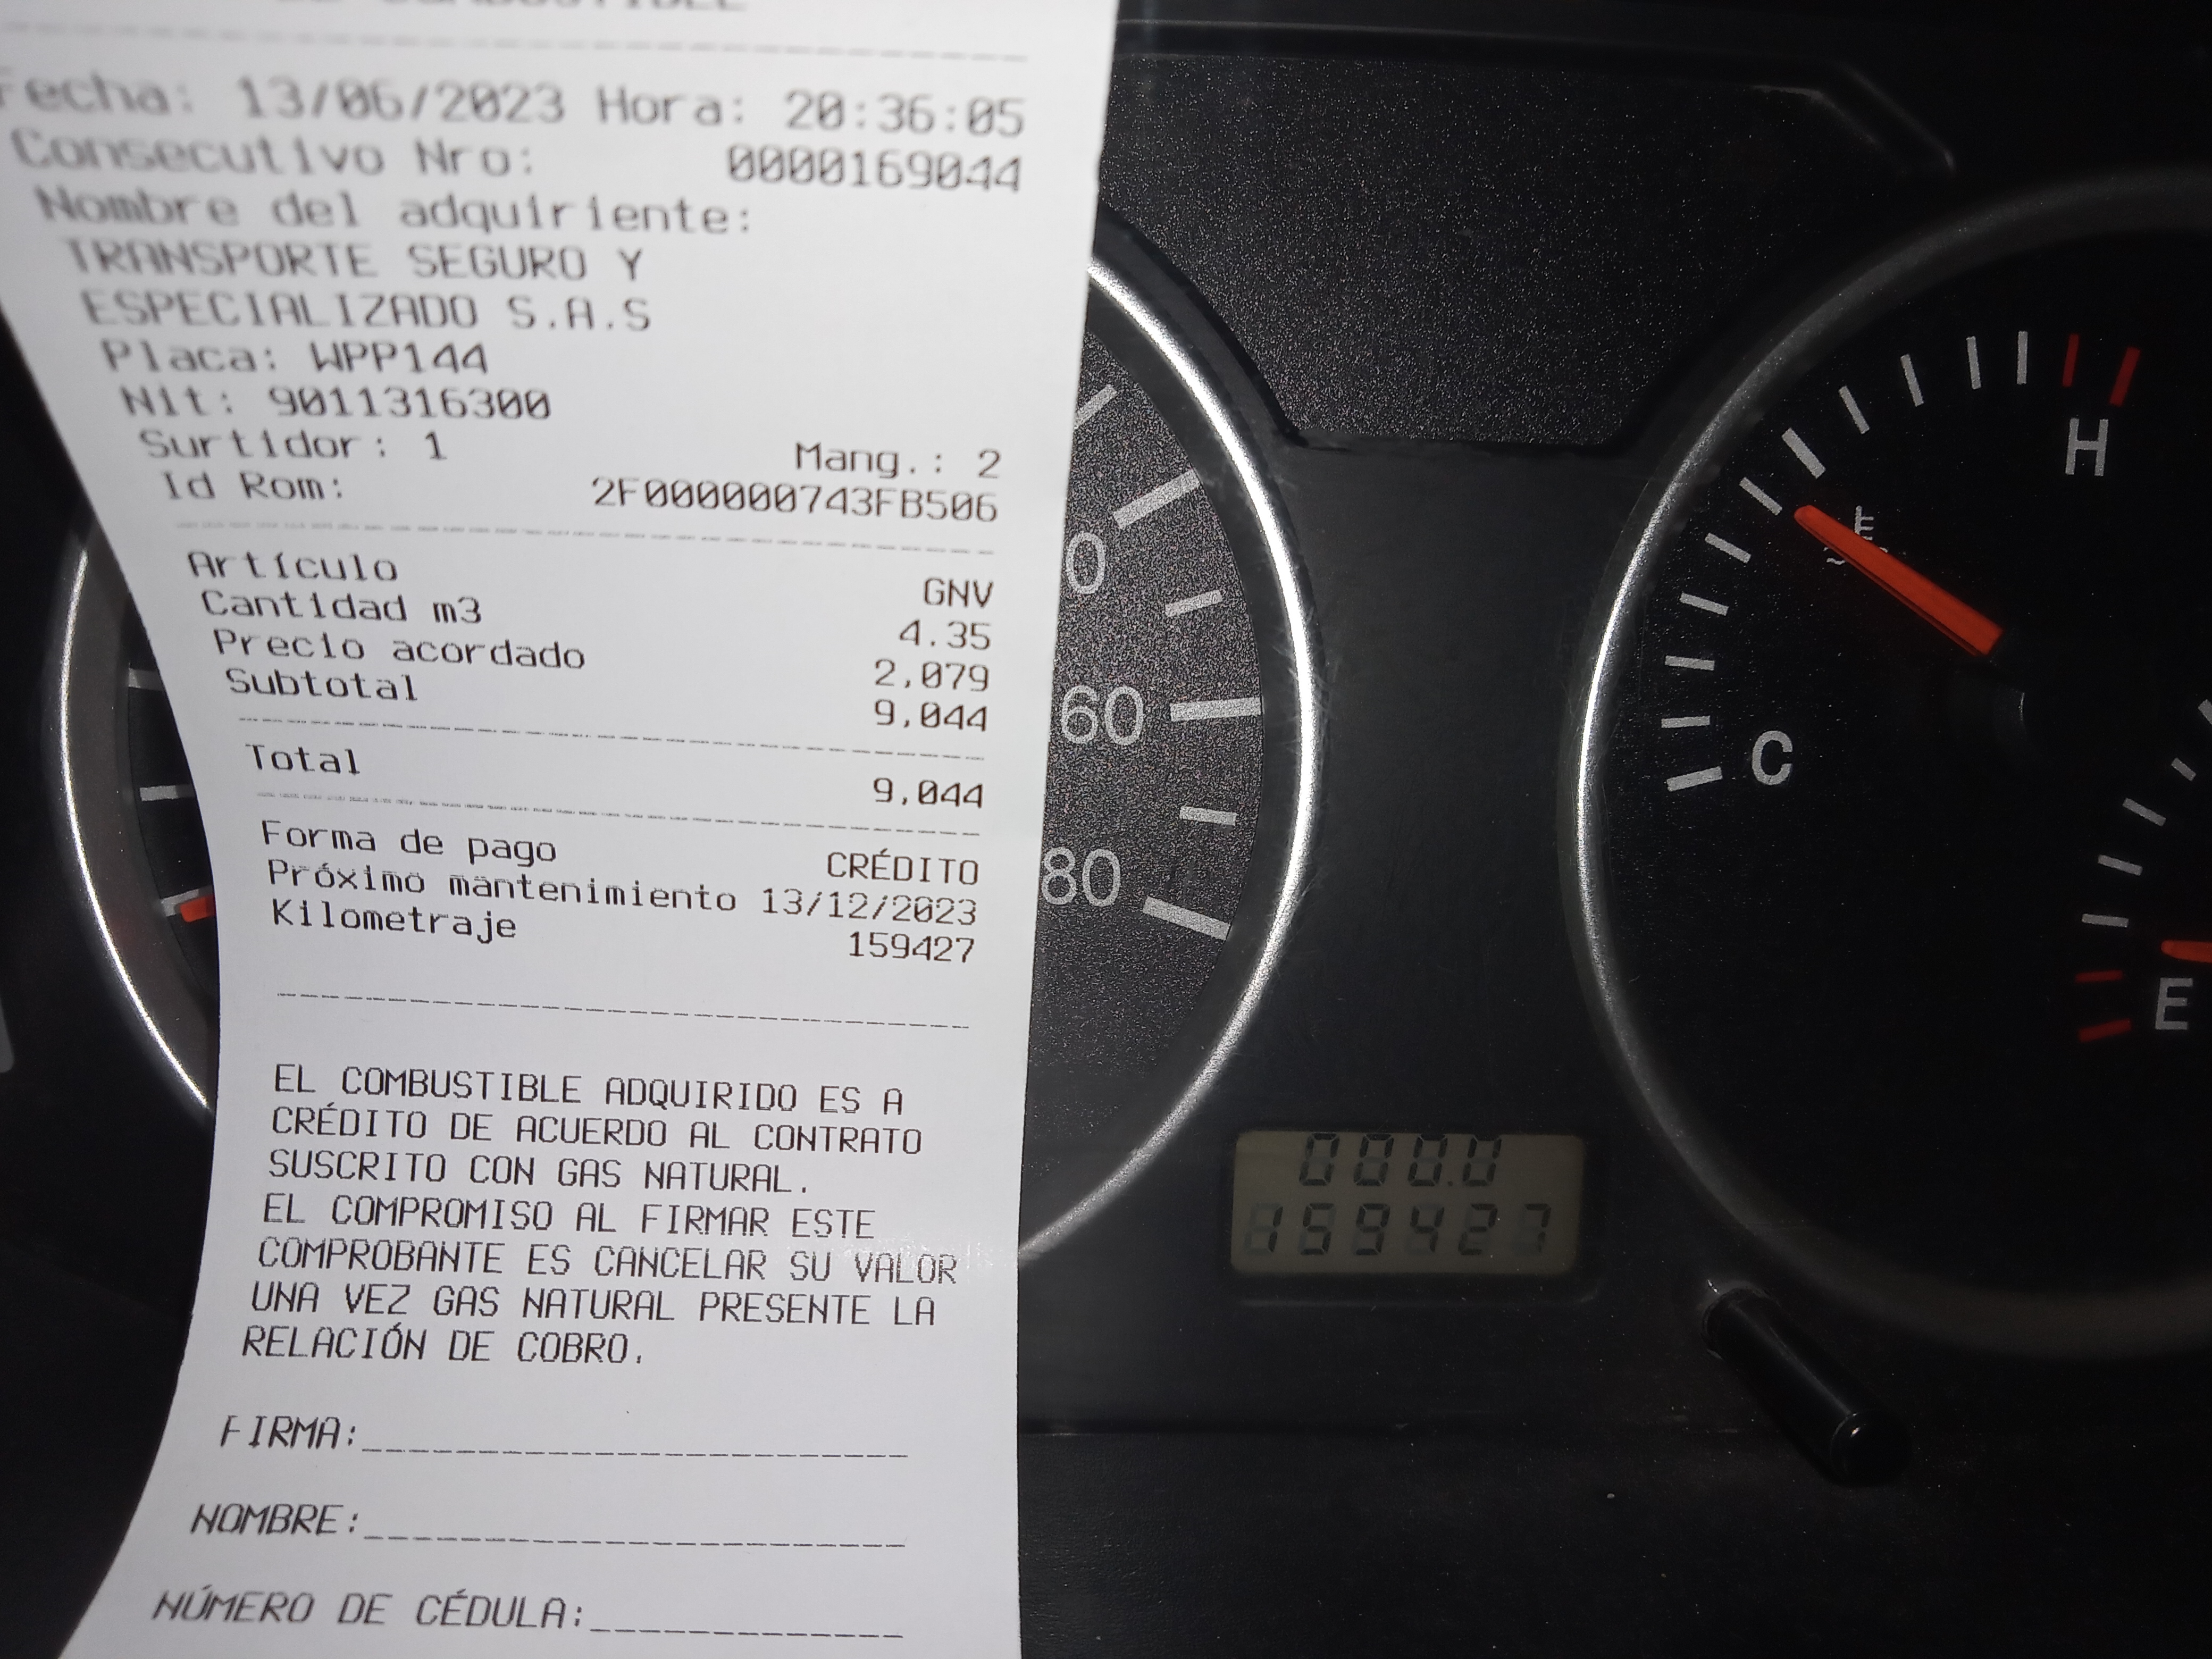 DE COMBUSTIBLE
Fecha: 13/06/2023 Hora: 20:36:05
Consecutivo Nro: 0000169044
Nombre del adquiriente:
TRANSPORTE SEGURO Y
ESPECIALIZADO S.A.S
Placa: WPP144
Nit: 9011316300
Surtidor: 1 Mang.: 2
Id Rom: 2F000000743FB506
Artículo GNV
Cantidad m3 4.35
Precio acordado 2,079
Subtotal 9,044
Total 9,044
Forma de pago CRÉDITO
Próximo mantenimiento 13/12/2023
Kilometraje 159427
EL COMBUSTIBLE ADQUIRIDO ES A
CRÉDITO DE ACUERDO AL CONTRATO
SUSCRITO CON GAS NATURAL.
EL COMPROMISO AL FIRMAR ESTE
COMPROBANTE ES CANCELAR SU VALOR
UNA VEZ GAS NATURAL PRESENTE LA
RELACIÓN DE COBRO.
FIRMA:
NOMBRE:
NÚMERO DE CÉDULA:
0
60
80
000.0
159427
H
C
E